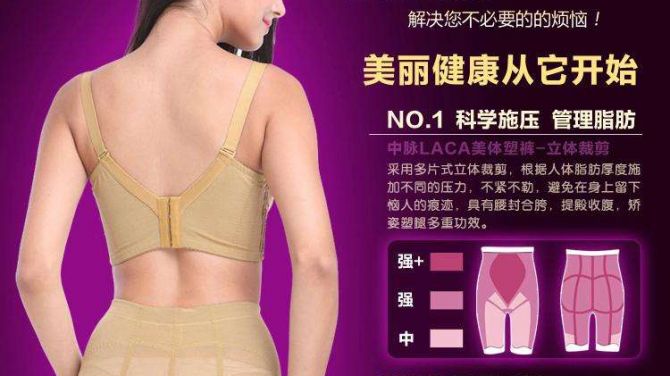 解决您不必要的的烦恼！
美丽健康从它开始
NO.1 科学施压 管理脂肪
中脉LACA美体塑裤-立体裁剪
采用多片式立体裁剪，根据人体脂肪厚度施
加不同的压力，不紧不勒，避免在身上留下
恼人的痕迹，具有腰封合胯，提殿收腹，矫
姿塑腿多重功效。
强+
强
中